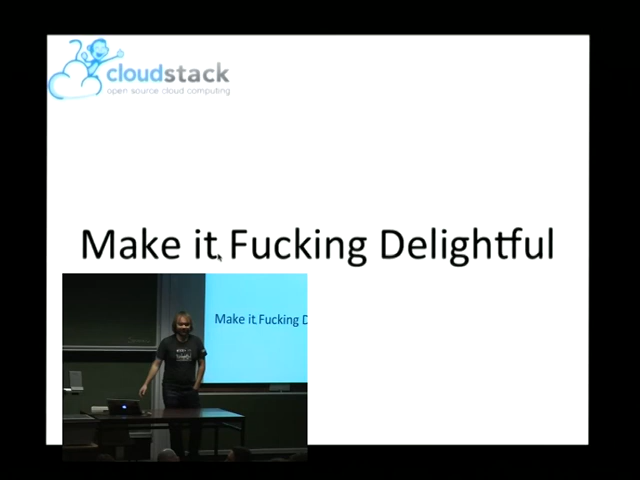 cloudstack
open source cloud computing
Make it Fucking Delightful
Make it Fucking D